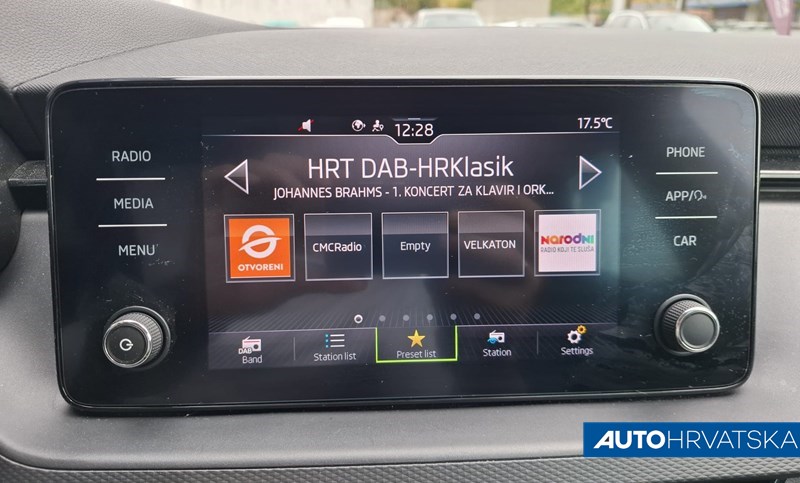 12:28
17.5°C
RADIO
MEDIA
MENU
HRT DAB-HRKlasik
JOHANNES BRAHMS - 1. KONCERT ZA KLAVIR I ORK...
OTVORENI
CMCRadio
Empty
VELKATON
NARODNI
RADIO KOJI TE SLUŠA
DAB
Band
Station list
Preset list
Station
Settings
PHONE
APP/
CAR
AUTOHRVATSKA